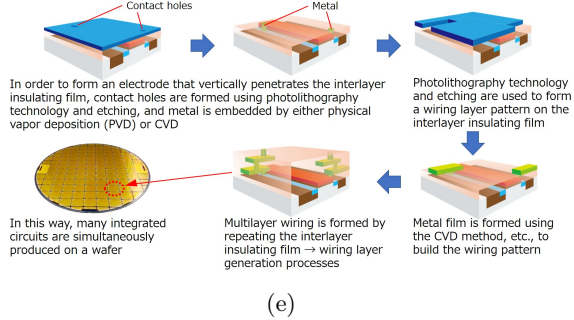 Contact holes
Metal
In order to form an electrode that vertically penetrates the interlayer
insulating film, contact holes are formed using photolithography
technology and etching, and metal is embedded by either physical
vapor deposition (PVD) or CVD
Photolithography technology
and etching are used to form
a wiring layer pattern on the
interlayer insulating film
In this way, many integrated
circuits are simultaneously
produced on a wafer
Multilayer wiring is formed by
repeating the interlayer
insulating film → wiring layer
generation processes
Metal film is formed using
the CVD method, etc., to
build the wiring pattern
(e)